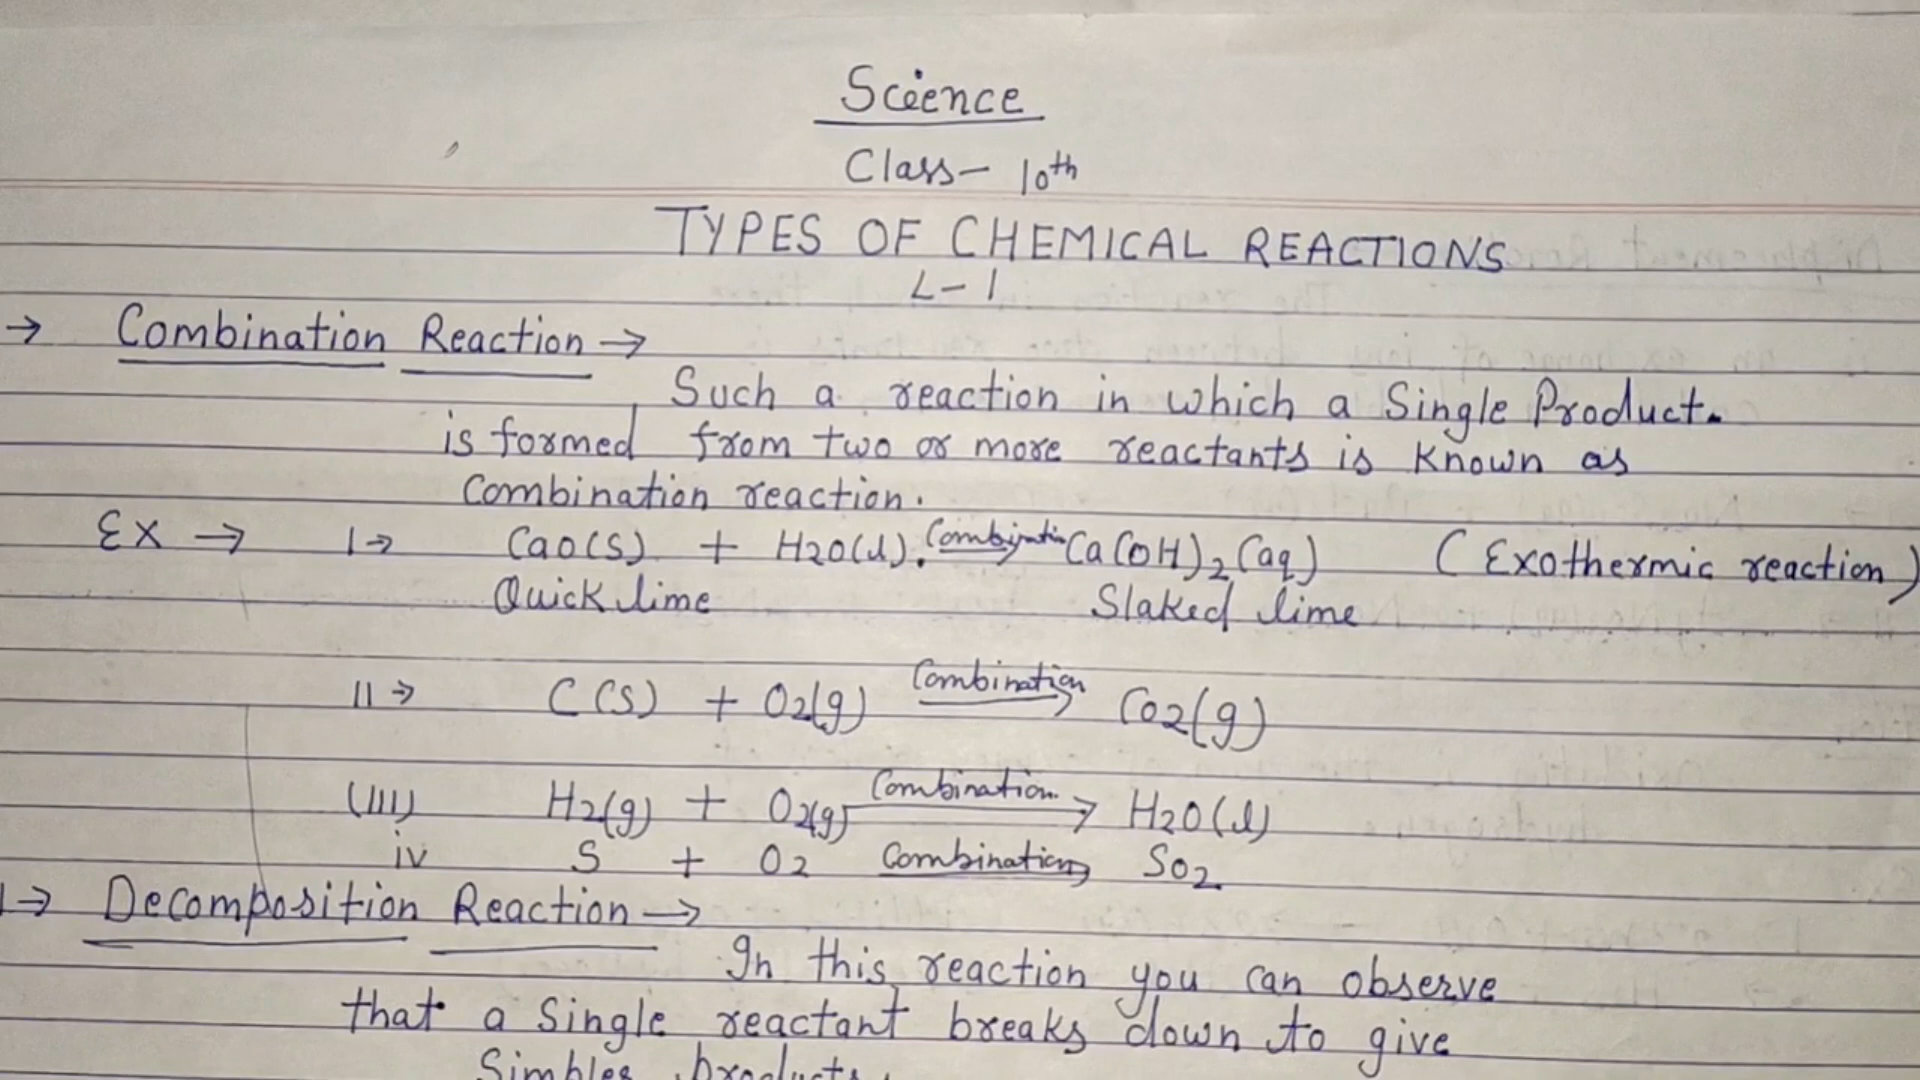 Science
Class- 10th
TYPES OF CHEMICAL REACTIONS
L-1
→ Combination Reaction →
Such a reaction in which a Single Product
is formed from two or more reactants is known as
Combination reaction.
Ex → I→ CaO(s) + H2O(l). Combination Ca(OH)2(aq) (Exothermic reaction)
Quick lime Slaked lime
II→ C(s) + O2(g) Combination→ CO2(g)
(III) H2(g) + O2(g) Combination→ H2O(l)
iv S + O2 Combination→ SO2
→ Decomposition Reaction →
In this reaction you can observe
that a single reactant breaks down to give
Simbler products.